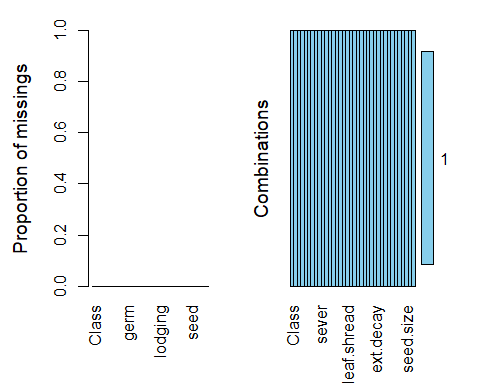 Proportion of missings
0.0
0.2
0.4
0.6
0.8
1.0
Class
germ
lodging
seed
Combinations
Class
sever
leaf.shread
ext.decay
seed.size
1